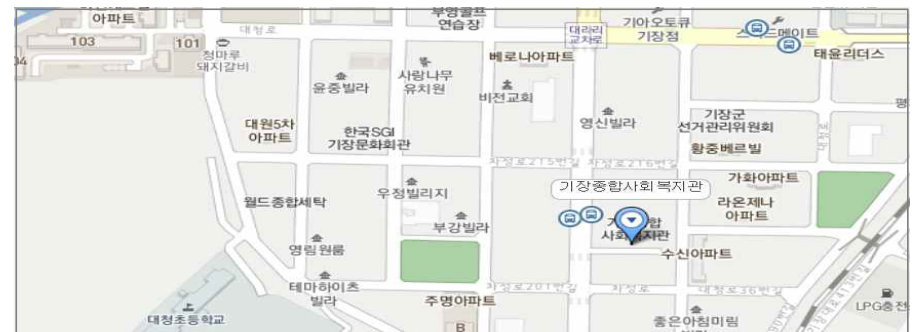 아파트
103
101
대청로
청마루
돼지갈비
부영골프
연습장
대라리
교차로
기아오토큐
기장점
태윤리더스
베로나아파트
윤중빌라
사랑나무
유치원
비전교회
대원5차
아파트
한국SGI
기장문화회관
영신빌라
기장군
선거관리위원회
황중베르빌
차성로215번길
차성로216번길
가화아파트
기장종합사회복지관
월드종합세탁
우정빌리지
라온제나
아파트
부강빌라
영림원룸
수신아파트
테마하이츠
빌라
차성로201번길
차성로
대청로36번길
주명아파트
B
대청초등학교
좋은아침미림
LPG충전